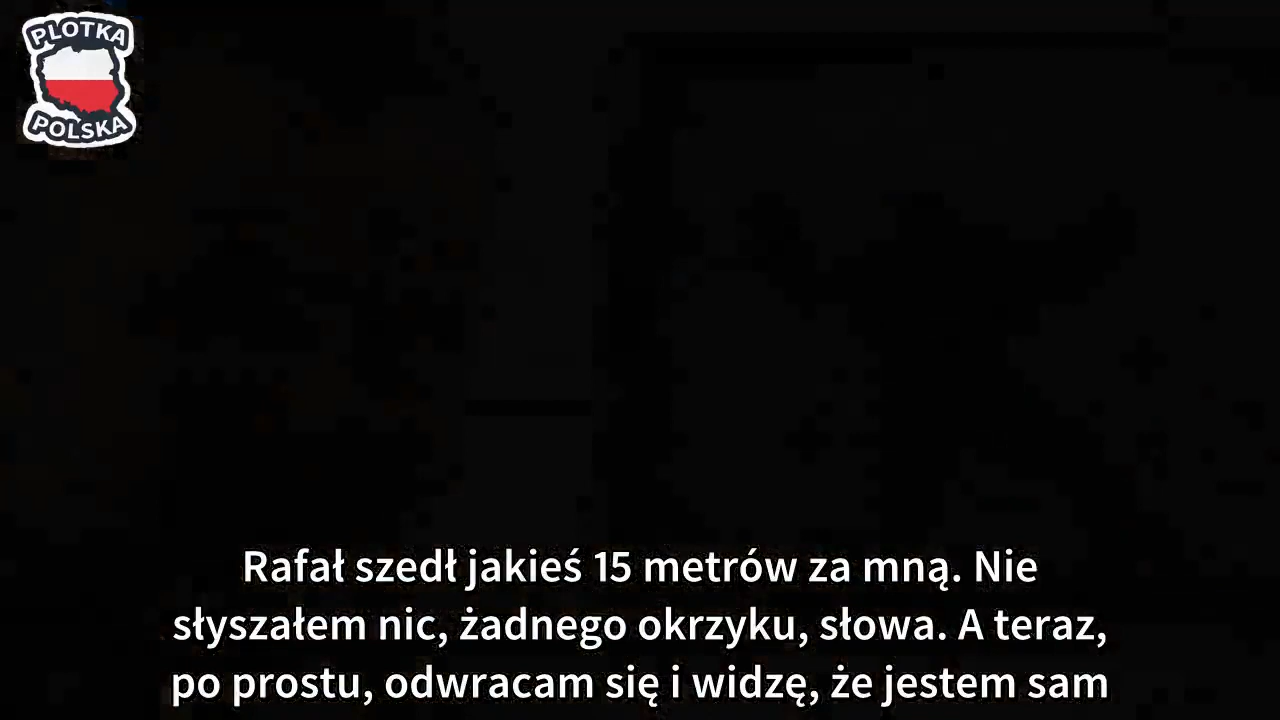 PLOTKA
POLSKA
Rafał szedł jakieś 15 metrów za mną. Nie
słyszałem nic, żadnego okrzyku, słowa. A teraz,
po prostu, odwracam się i widzę, że jestem sam